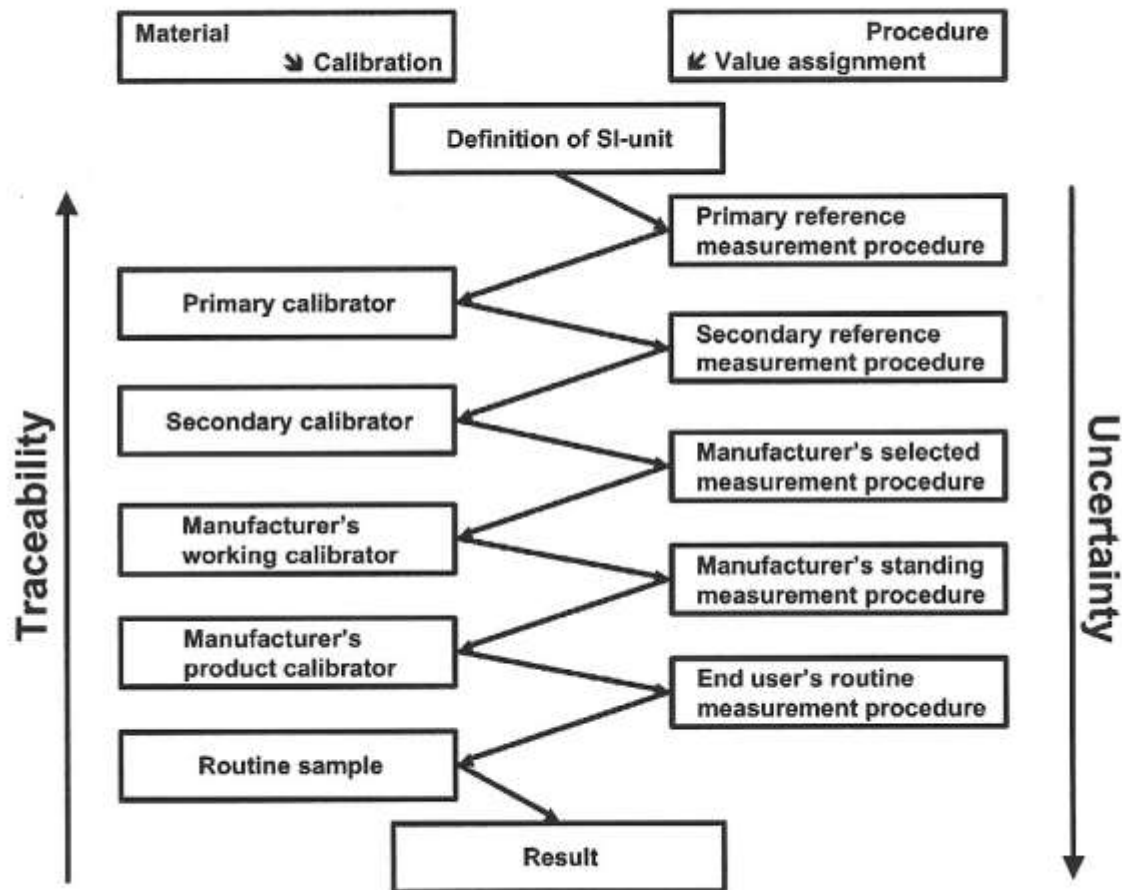 Material
Calibration
Procedure
Value assignment
Definition of SI-unit
Primary reference
measurement procedure
Primary calibrator
Secondary reference
measurement procedure
Secondary calibrator
Manufacturer's selected
measurement procedure
Manufacturer's
working calibrator
Manufacturer's standing
measurement procedure
Manufacturer's
product calibrator
End user's routine
measurement procedure
Routine sample
Result
Traceability
Uncertainty